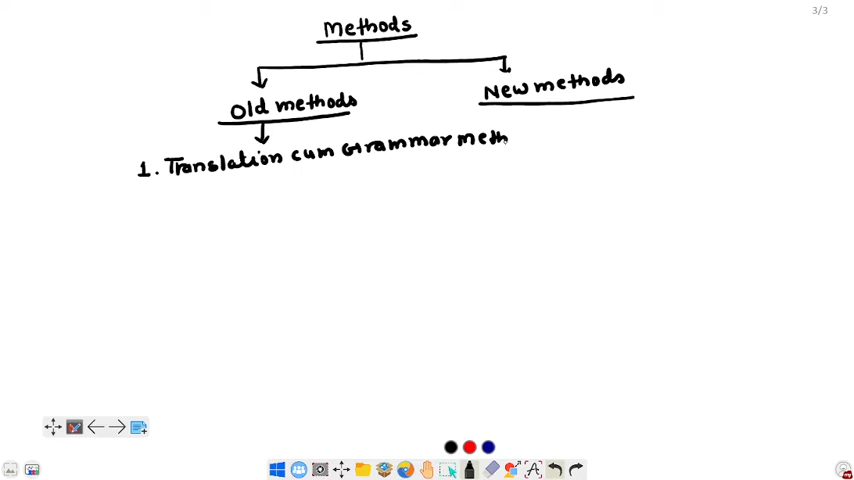 3/3
Methods
Old methods
New methods
1. Translation cum Grammar meth